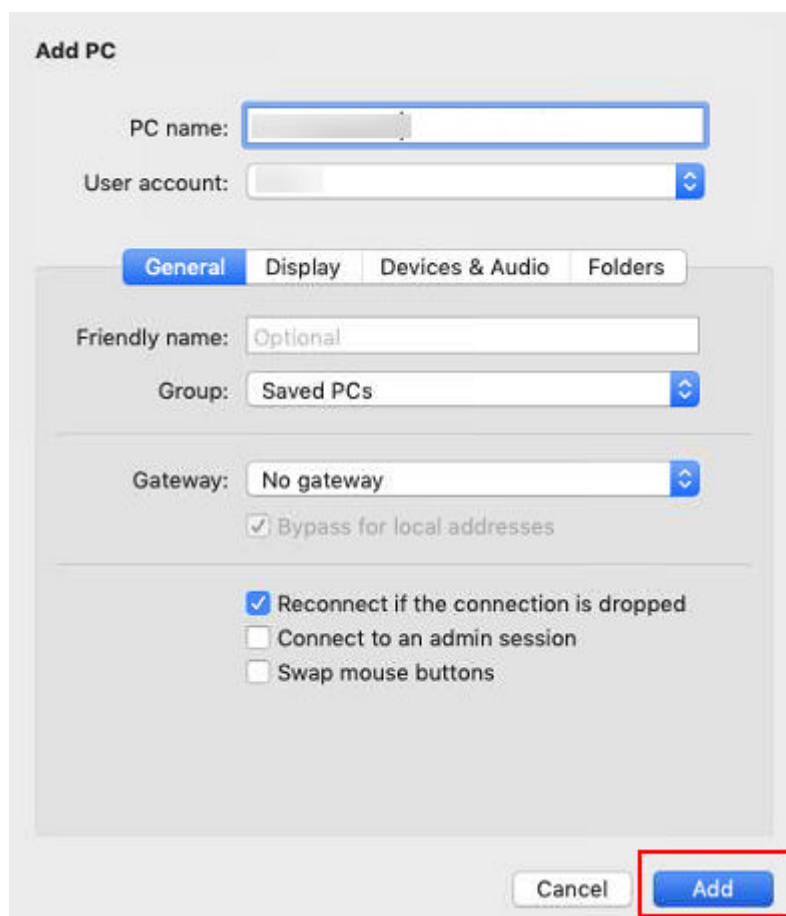 Add PC
PC name:
User account:
General Display Devices & Audio Folders
Friendly name: Optional
Group: Saved PCs
Gateway: No gateway
Bypass for local addresses
Reconnect if the connection is dropped
Connect to an admin session
Swap mouse buttons
Cancel Add